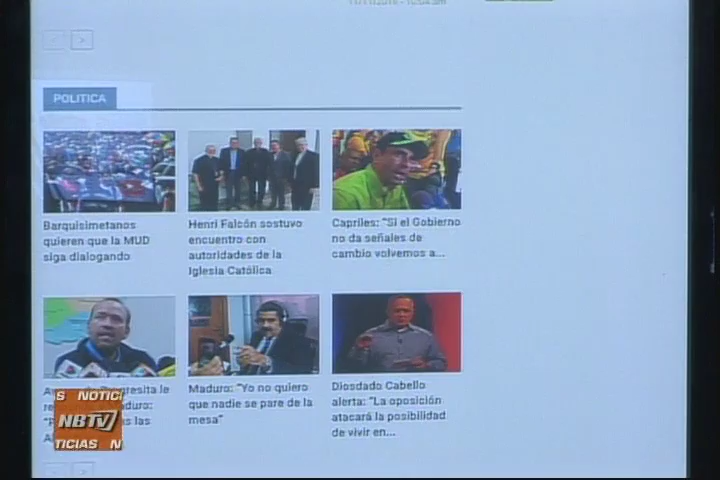 < >
POLITICA
Barquisimetanos
quieren que la MUD
siga dialogando
Henri Falcón sostuvo
encuentro con
autoridades de la
Iglesia Católica
Capriles: "Si el Gobierno
no da señales de
cambio volvemos a...
Maduro: "Yo no quiero
que nadie se pare de la
mesa"
Diosdado Cabello
alerta: "La oposición
atacará la posibilidad
de vivir en...
S NOTICI
NBTV
TICIAS N